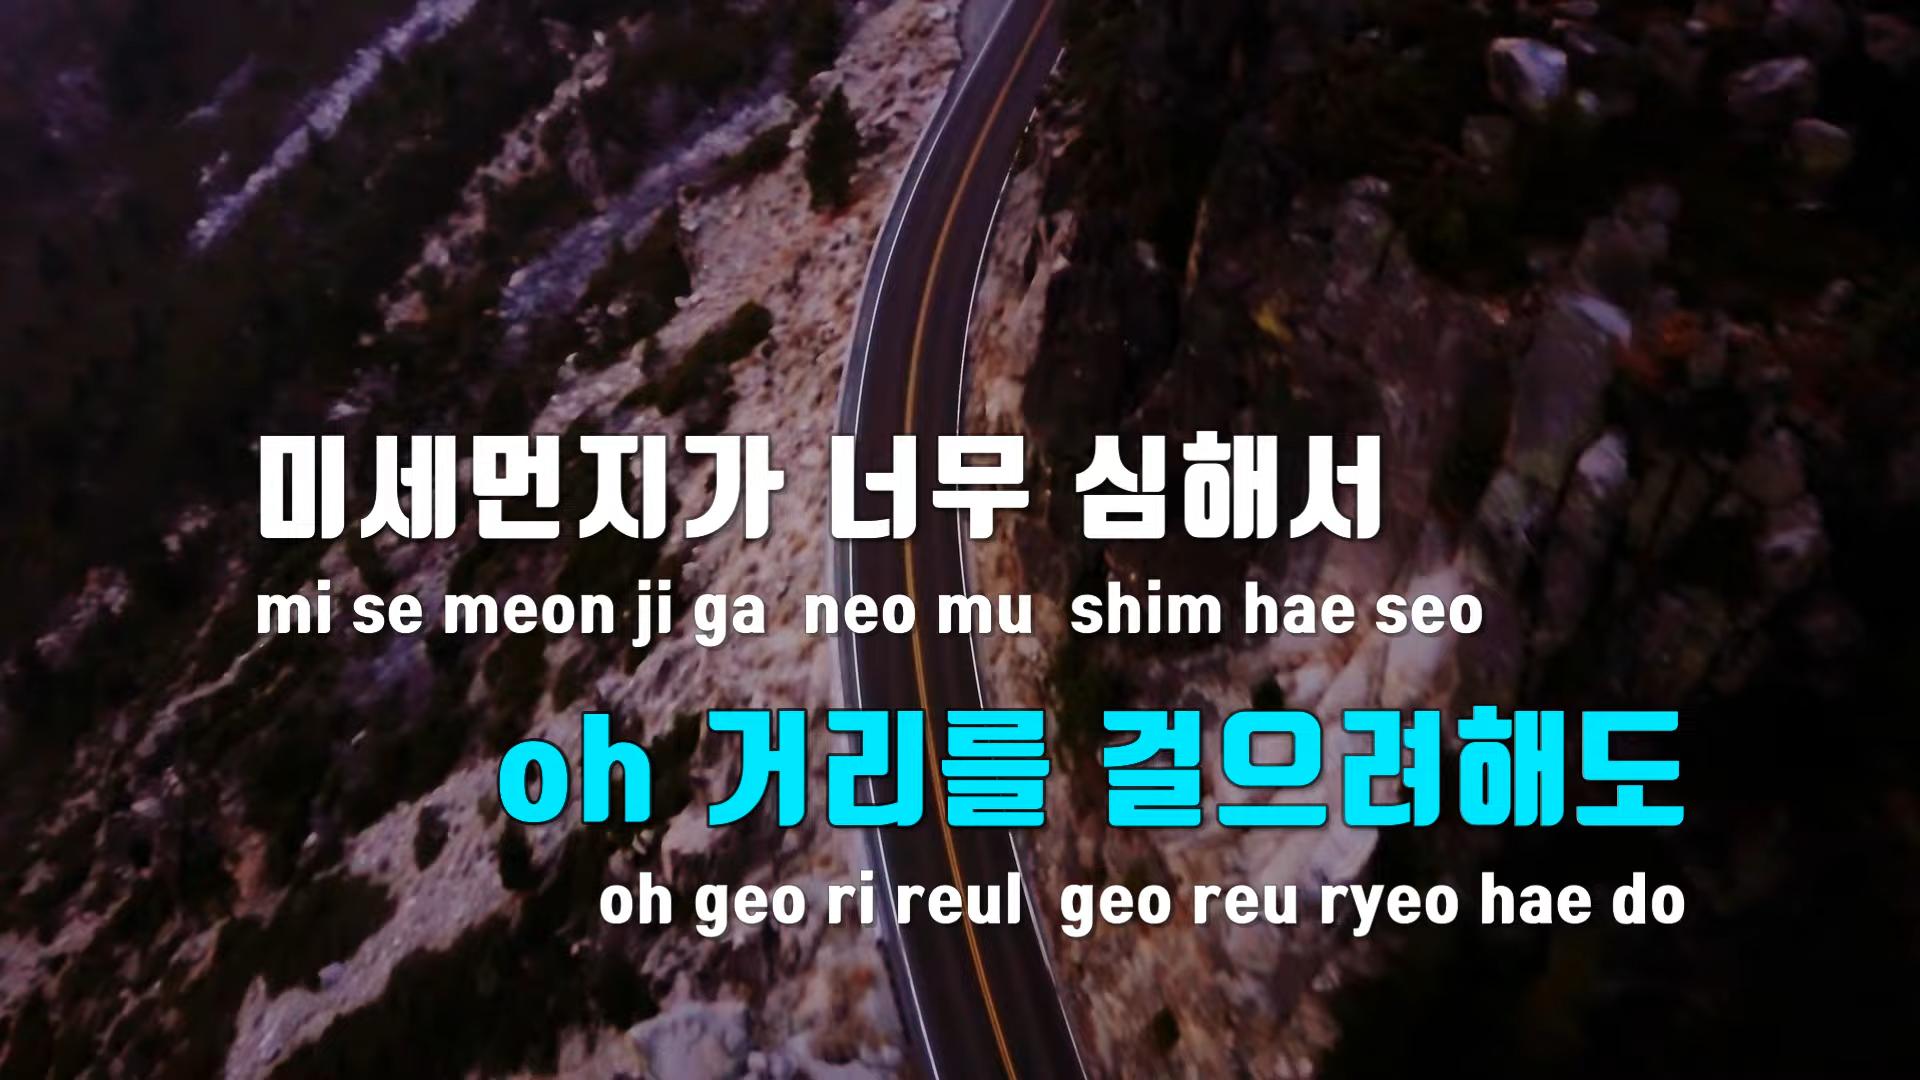 미세먼지가 너무 심해서
mi se meon ji ga neo mu shim hae seo
oh 거리를 걸으려해도
oh geo ri reul geo reu ryeo hae do